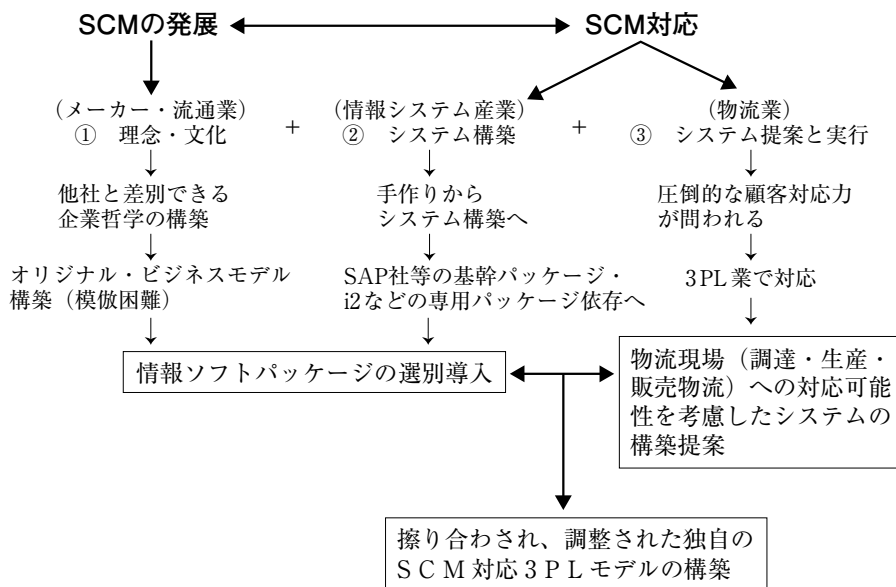 SCMの発展
SCM対応
(メーカー・流通業)
① 理念・文化
+
(情報システム産業)
② システム構築
+
(物流業)
③ システム提案と実行
他社と差別できる
企業哲学の構築
手作りから
システム構築へ
圧倒的な顧客対応力
が問われる
オリジナル・ビジネスモデル
構築(模倣困難)
SAP社等の基幹パッケージ・
i2などの専用パッケージ依存へ
3PL業で対応
情報ソフトパッケージの選別導入
物流現場(調達・生産・
販売物流)への対応可能
性を考慮したシステムの
構築提案
擦り合わされ、調整された独自の
SCM対応3PLモデルの構築